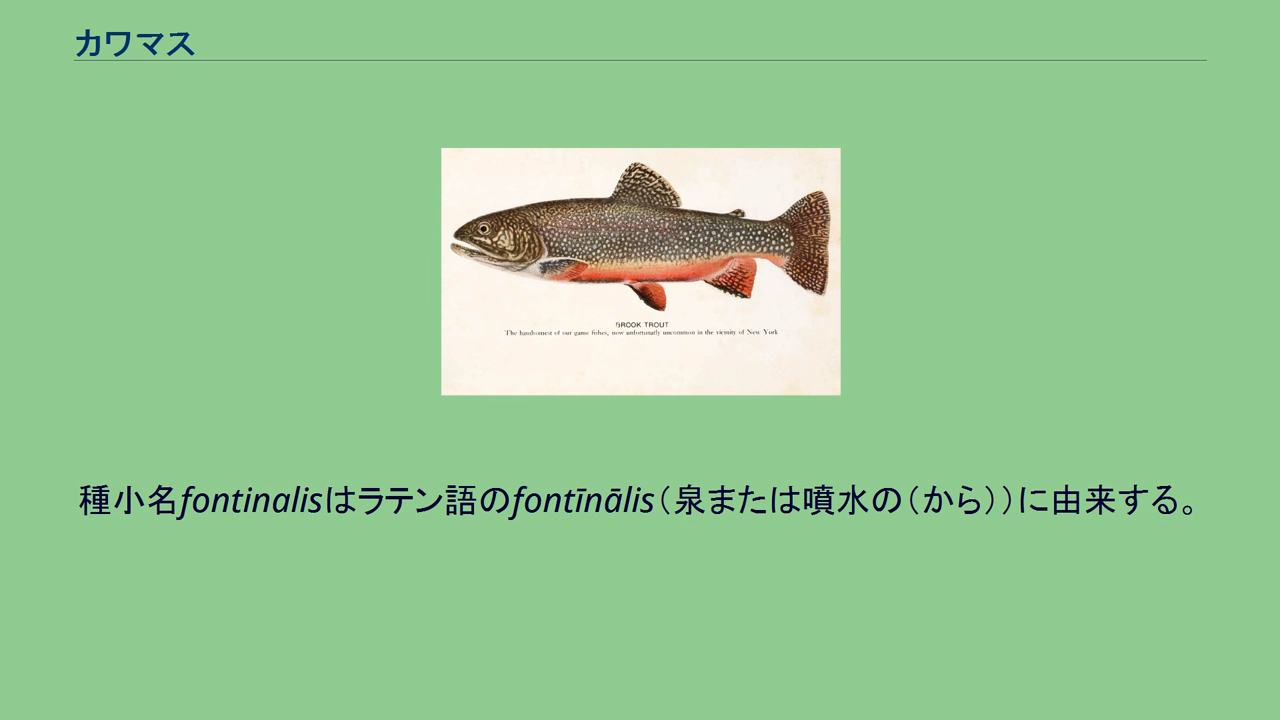 カワマス
BROOK TROUT
The handsomest of our game fishes, now unfortunatly uncommon in the vicinity of New York
種小名fontinalisはラテン語のfontīnālis（泉または噴水の（から））に由来する。